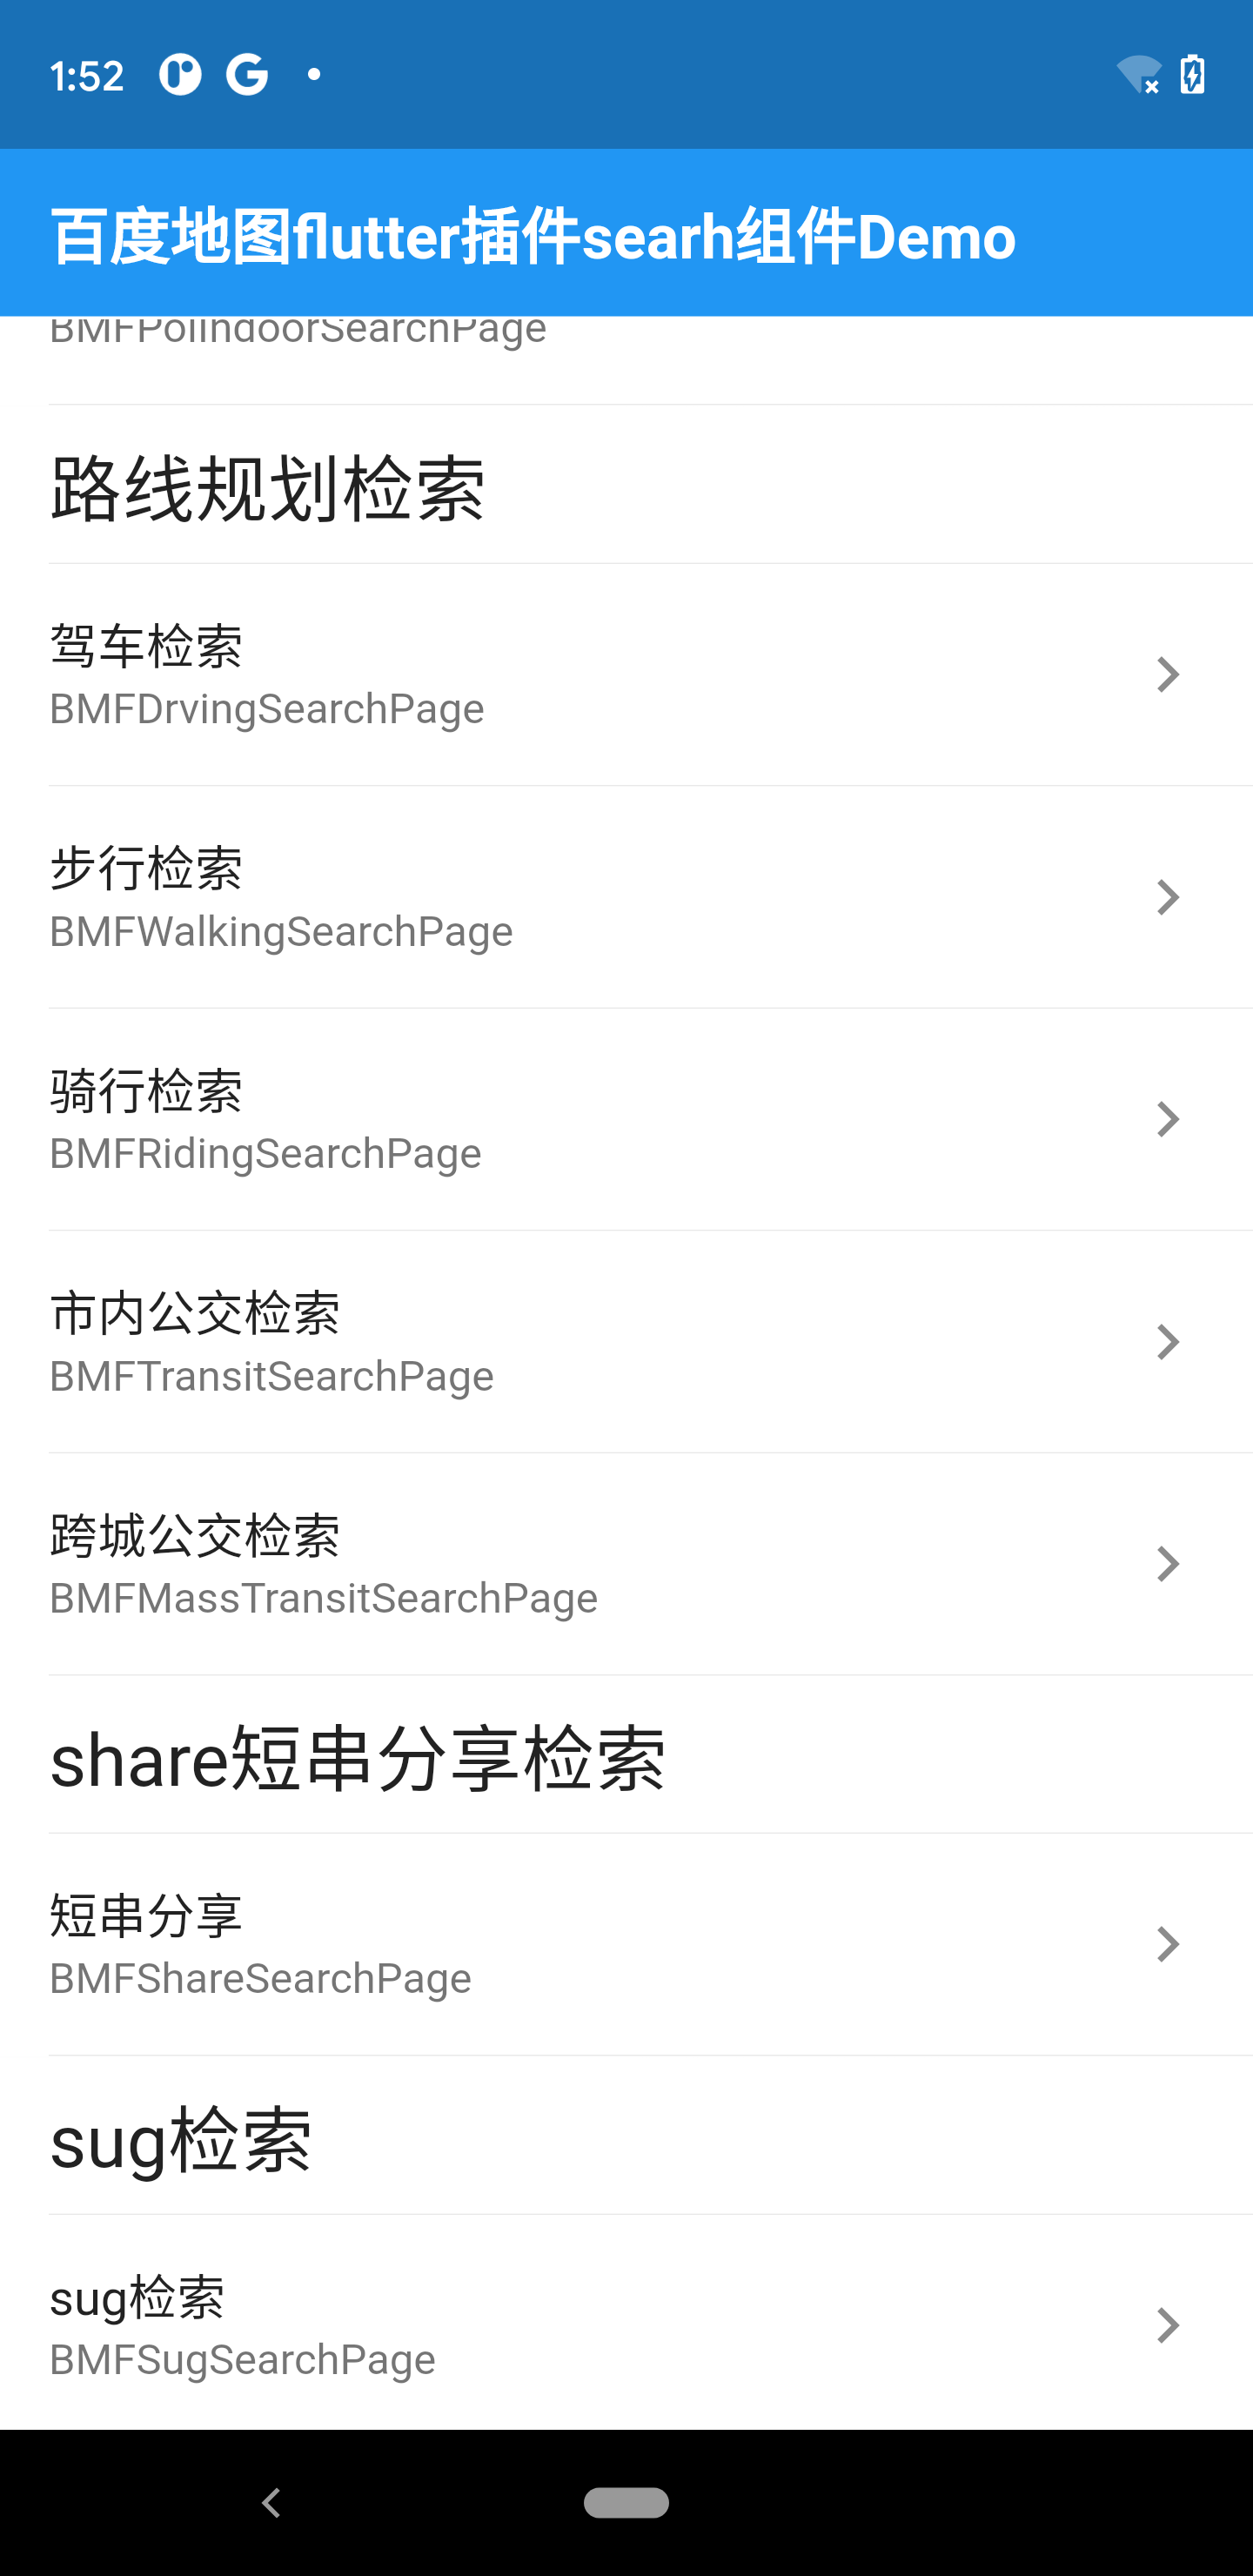 1:52
百度地图flutter插件searh组件Demo
BMFPoiIndoorSearchPage
路线规划检索
驾车检索
BMFDrvingSearchPage
步行检索
BMFWalkingSearchPage
骑行检索
BMFRidingSearchPage
市内公交检索
BMFTransitSearchPage
跨城公交检索
BMFMassTransitSearchPage
share短串分享检索
短串分享
BMFShareSearchPage
sug检索
sug检索
BMFSugSearchPage